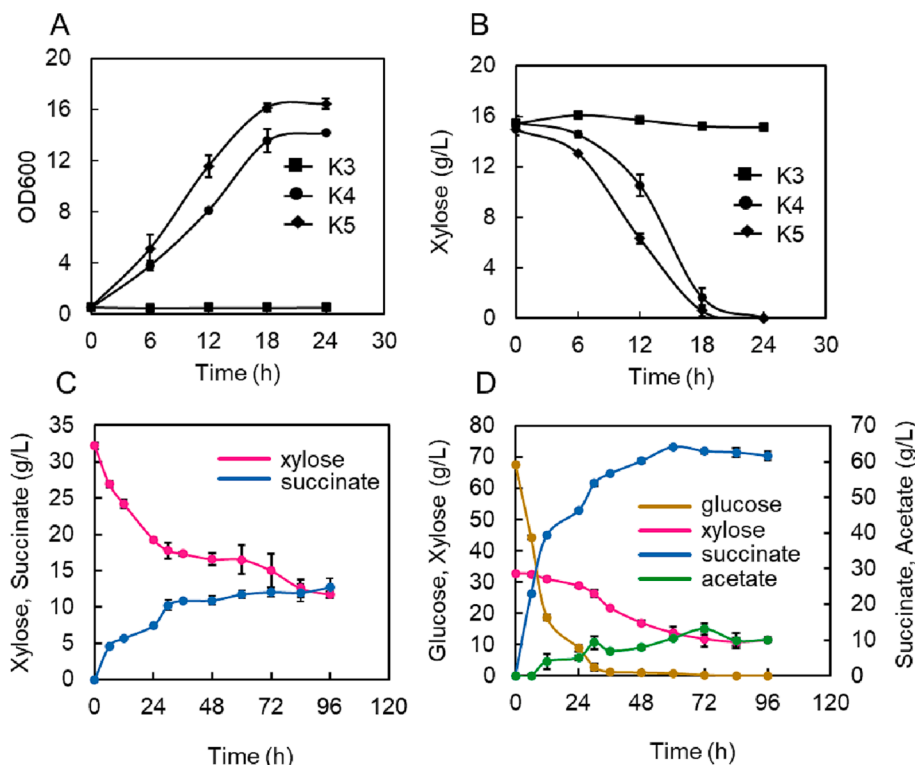 A
20
16
12
8
4
0
OD600
K3
K4
K5
0 6 12 18 24 30
Time (h)
B
20
16
12
8
4
0
Xylose (g/L)
K3
K4
K5
0 6 12 18 24 30
Time (h)
C
35
30
25
20
15
10
5
0
Xylose, Succinate (g/L)
xylose
succinate
0 24 48 72 96 120
Time (h)
D
80
70
60
50
40
30
20
10
0
Glucose, Xylose (g/L)
glucose
xylose
succinate
acetate
70
60
50
40
30
20
10
0
Succinate, Acetate (g/L)
0 24 48 72 96 120
Time (h)